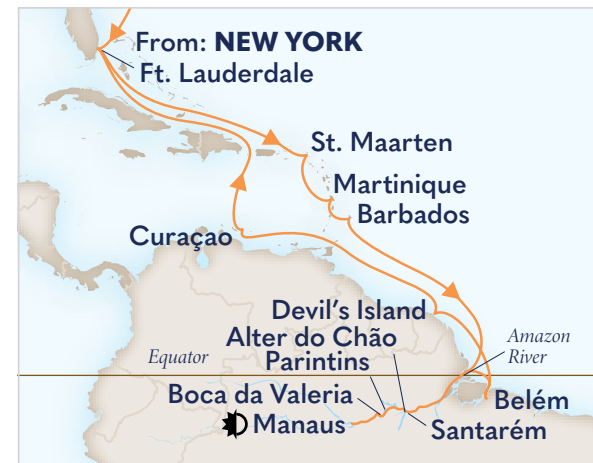 From: NEW YORK
Ft. Lauderdale
St. Maarten
Martinique
Barbados
Curaçao
Devil's Island
Alter do Chão
Amazon
River
Equator
Parintins
Boca da Valeria
Belém
Manaus
Santarém